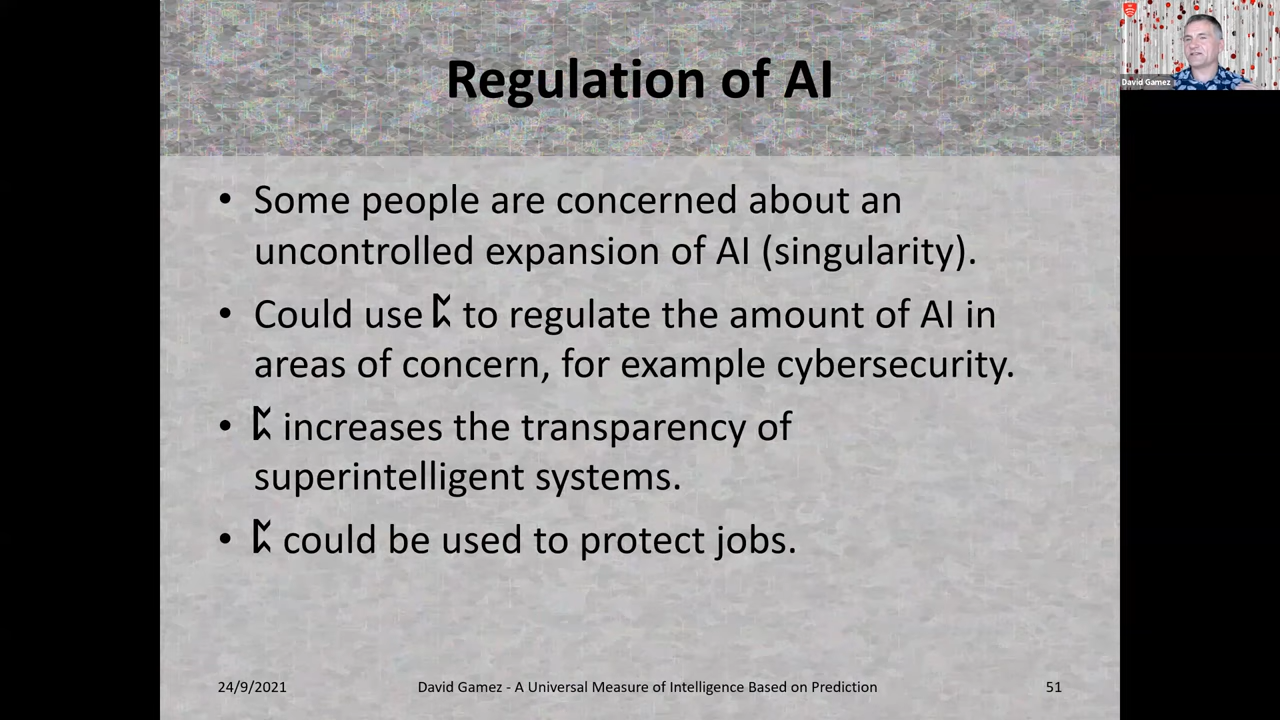 Regulation of AI
David Gamez
• Some people are concerned about an
uncontrolled expansion of AI (singularity).
• Could use ᛈ to regulate the amount of AI in
areas of concern, for example cybersecurity.
• ᛈ increases the transparency of
superintelligent systems.
• ᛈ could be used to protect jobs.
24/9/2021
David Gamez - A Universal Measure of Intelligence Based on Prediction
51